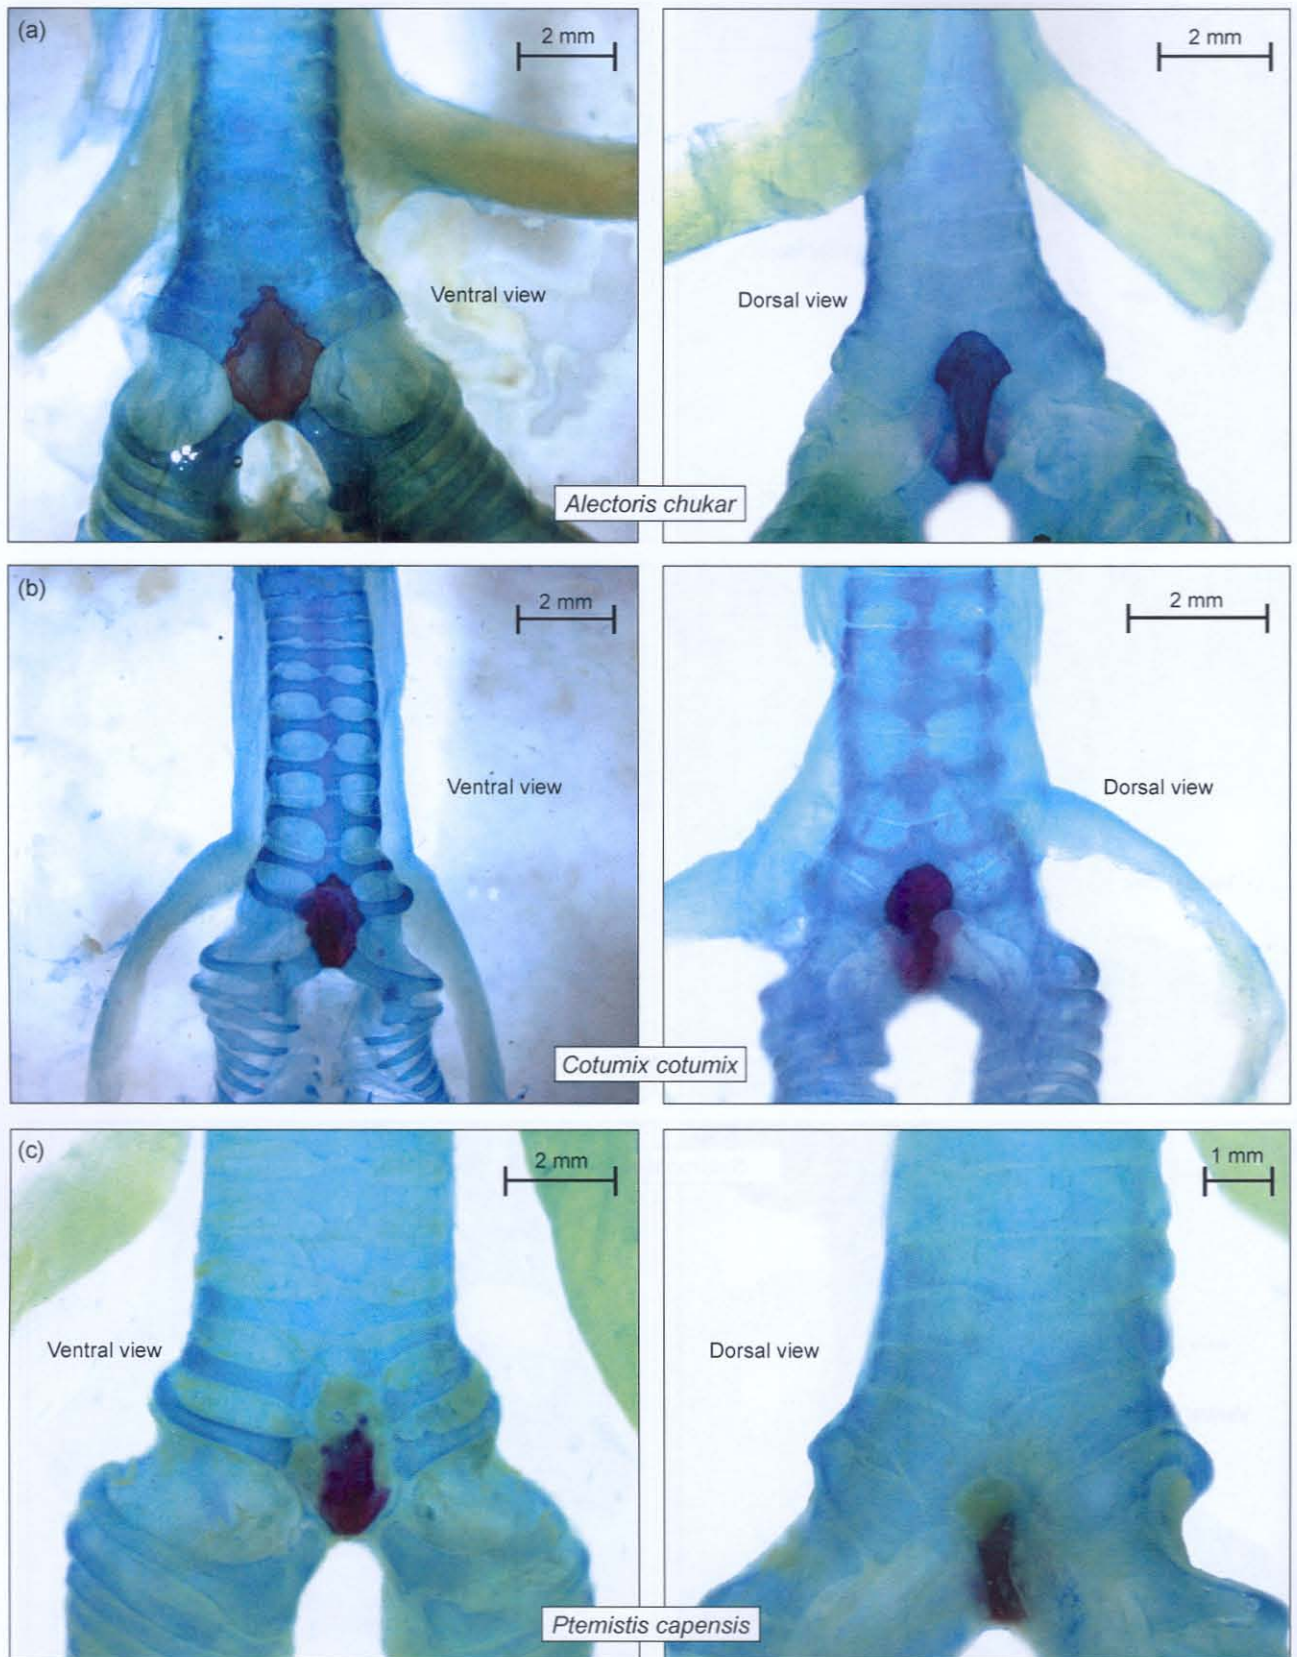 (a)
2 mm
2 mm
Ventral view
Dorsal view
Alectoris chukar
(b)
2 mm
2 mm
Ventral view
Dorsal view
Cotumix cotumix
(c)
2 mm
1 mm
Ventral view
Dorsal view
Ptemistis capensis